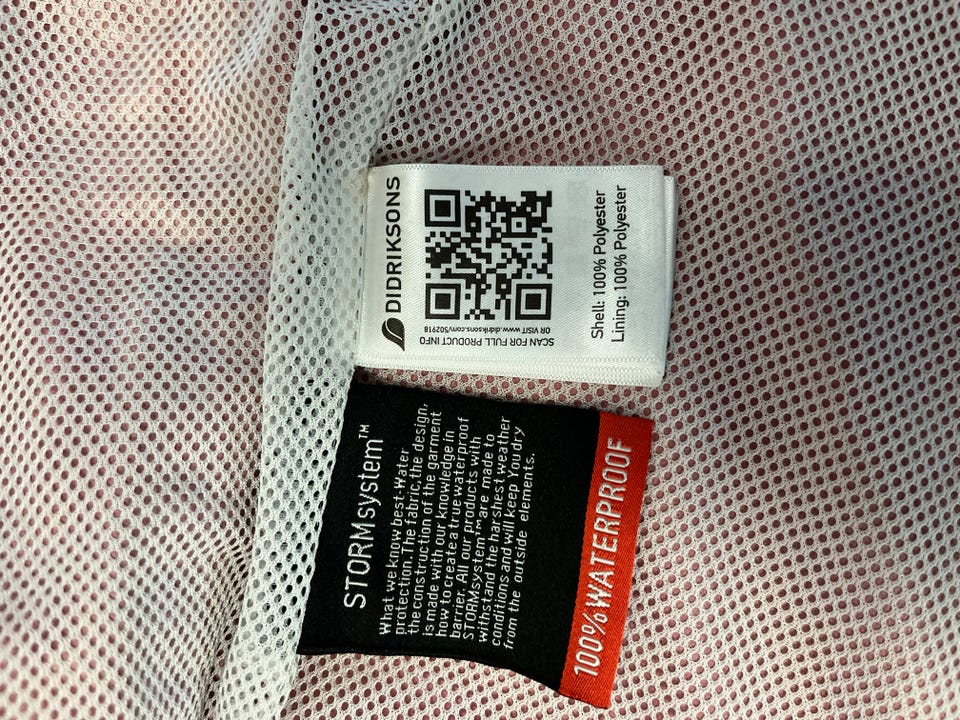 DIDRIKSONS
SCAN FOR FULL PRODUCT INFO
OR VISIT www.didriksons.com/502918
Shell: 100% Polyester
Lining: 100% Polyester
STORMsystem™
What we know best-water
protection. The fabric, the design,
the construction of the garment
is made with our knowledge in
how to create a true waterproof
barrier. All our products with
STORMsystem™ are made to
withstand the harshest weather
conditions and will keep You dry
from the outside elements.
100% WATERPROOF